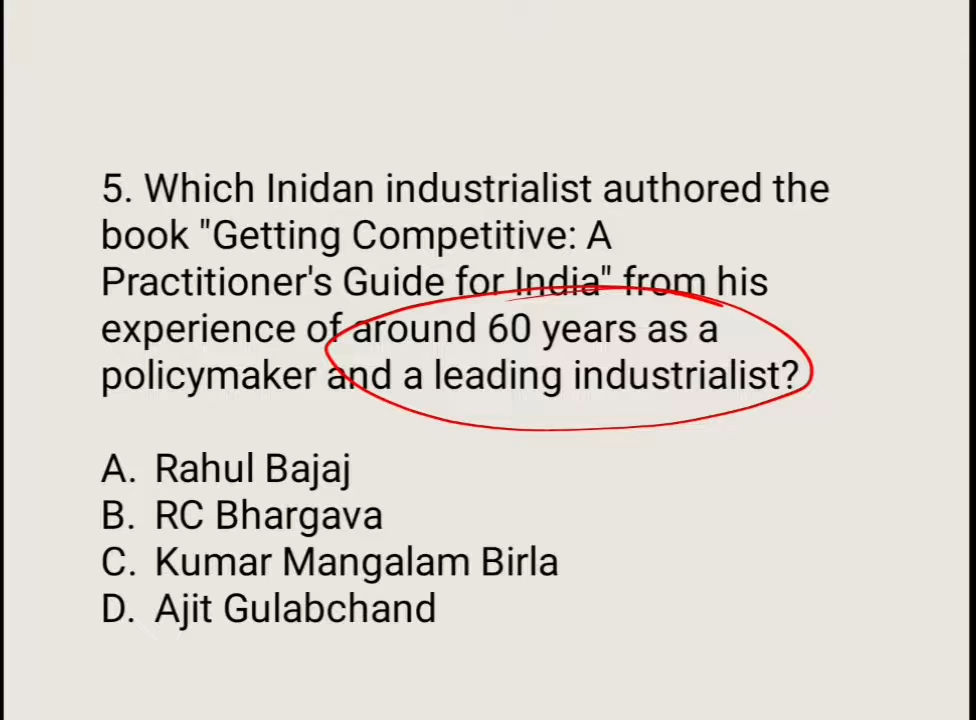 5. Which Inidan industrialist authored the
book "Getting Competitive: A
Practitioner's Guide for India" from his
experience of around 60 years as a
policymaker and a leading industrialist?
A. Rahul Bajaj
B. RC Bhargava
C. Kumar Mangalam Birla
D. Ajit Gulabchand